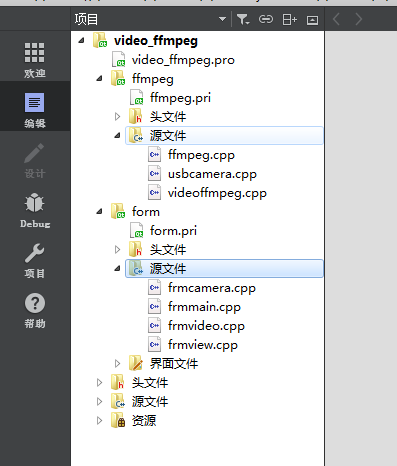 项目
video_ffmpeg
欢迎
video_ffmpeg.pro
ffmpeg
ffmpeg.pri
编辑
头文件
源文件
ffmpeg.cpp
设计
usbcamera.cpp
videoffmpeg.cpp
Debug
form
form.pri
项目
头文件
源文件
frmcamera.cpp
帮助
frmmain.cpp
frmvideo.cpp
frmview.cpp
界面文件
头文件
源文件
资源